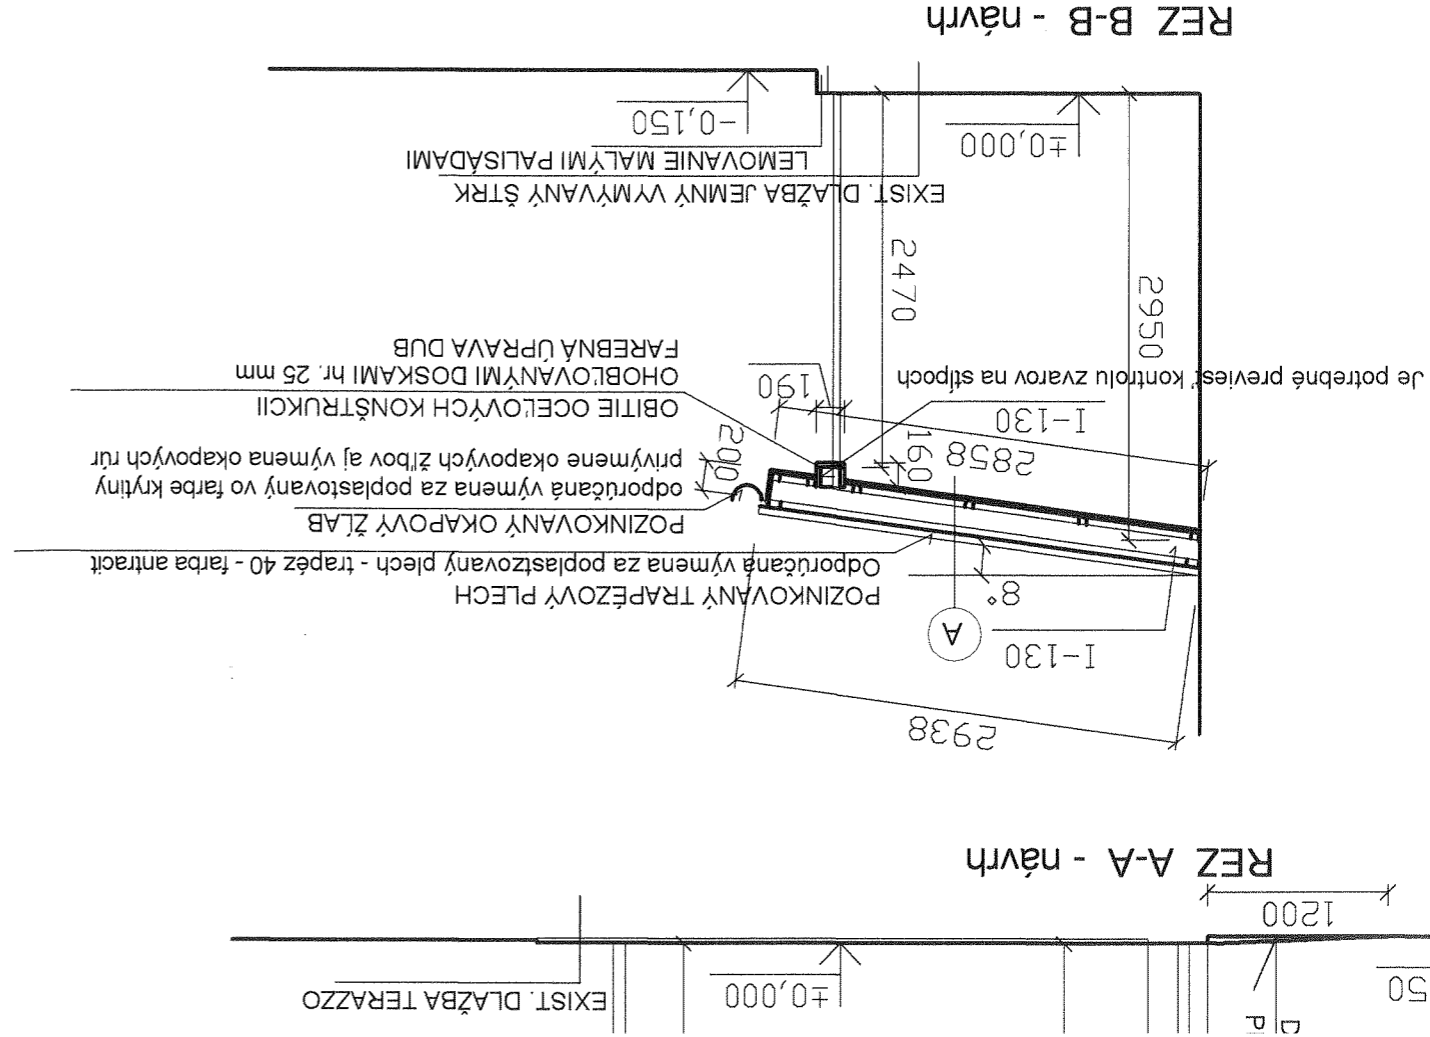 D
P
50
±0,000
EXIST. DLAŽBA TERAZZO
1200
REZ A-A - návrh
2938
I-130
A
8°
POZINKOVANÝ TRAPÉZOVÝ PLECH
Odporúčaná výmena za poplastzovaný plech - trapéz 40 - farba antracit
POZINKOVANÝ OKAPOVÝ ŽĽAB
odporúčaná výmena za poplastovaný vo farbe krytiny
privýmene okapových žľbov aj výmena okapových rúr
200
2858
160
I-130
190
OBITIE OCEĽOVÝCH KONŠTRUKCII
OHOBĽOVANÝMI DOSKAMI hr. 25 mm
FAREBNÁ ÚPRAVA DUB
Je potrebné previesť kontrolu zvarov na stĺpoch
2950
2470
EXIST. DLAŽBA JEMNÝ VYMÝVANÝ ŠTRK
LEMOVANIE MALÝMI PALISÁDAMI
±0,000
-0,150
REZ B-B - návrh